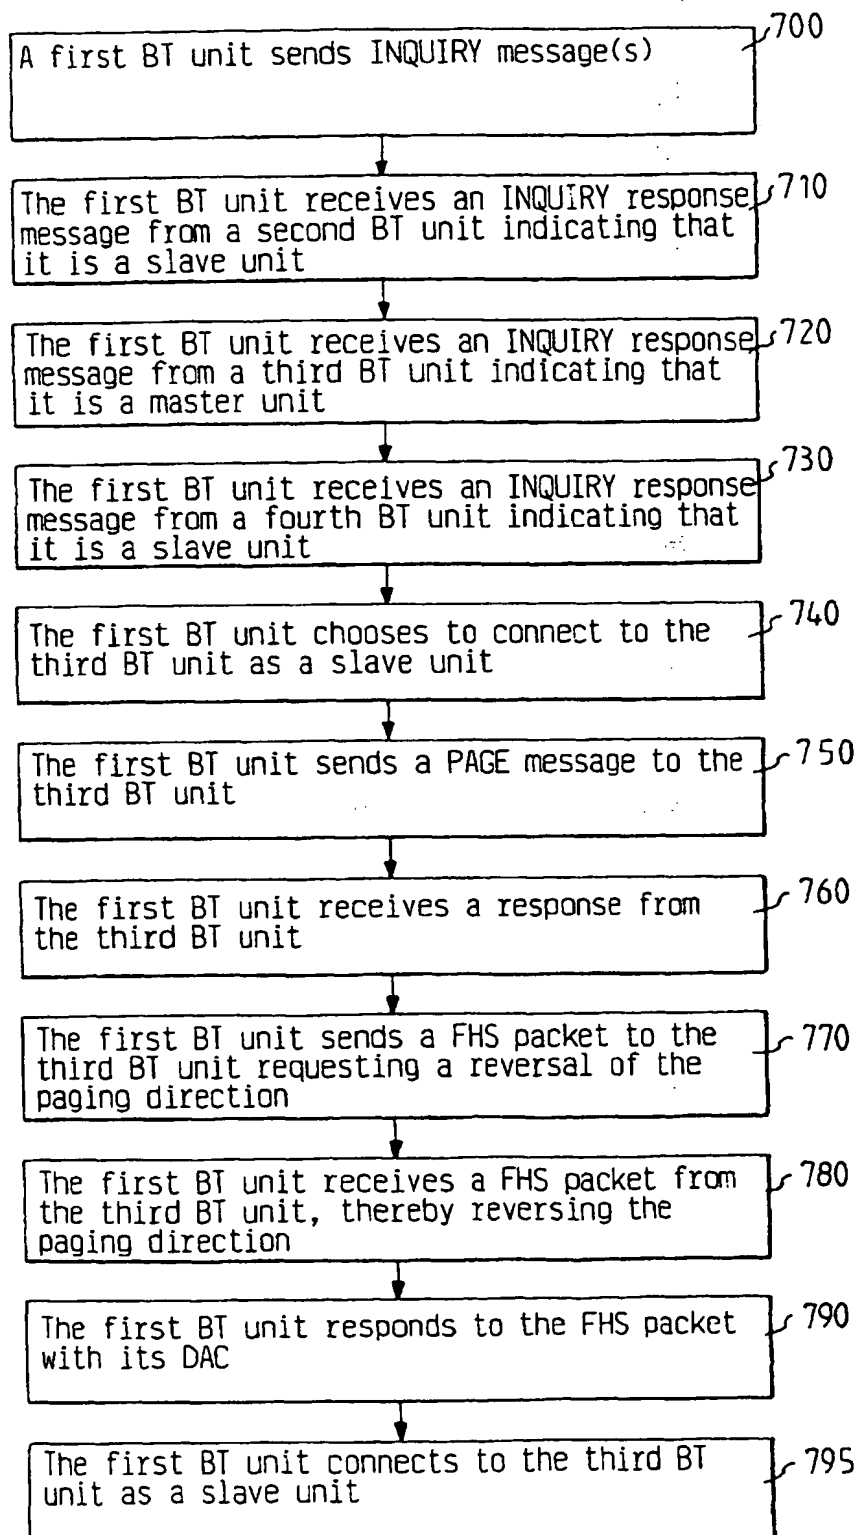 700
A first BT unit sends INQUIRY message(s)
710
The first BT unit receives an INQUIRY response
message from a second BT unit indicating that
it is a slave unit
720
The first BT unit receives an INQUIRY response
message from a third BT unit indicating that
it is a master unit
730
The first BT unit receives an INQUIRY response
message from a fourth BT unit indicating that
it is a slave unit
740
The first BT unit chooses to connect to the
third BT unit as a slave unit
750
The first BT unit sends a PAGE message to the
third BT unit
760
The first BT unit receives a response from
the third BT unit
770
The first BT unit sends a FHS packet to the
third BT unit requesting a reversal of the
paging direction
780
The first BT unit receives a FHS packet from
the third BT unit, thereby reversing the
paging direction
790
The first BT unit responds to the FHS packet
with its DAC
795
The first BT unit connects to the third BT
unit as a slave unit